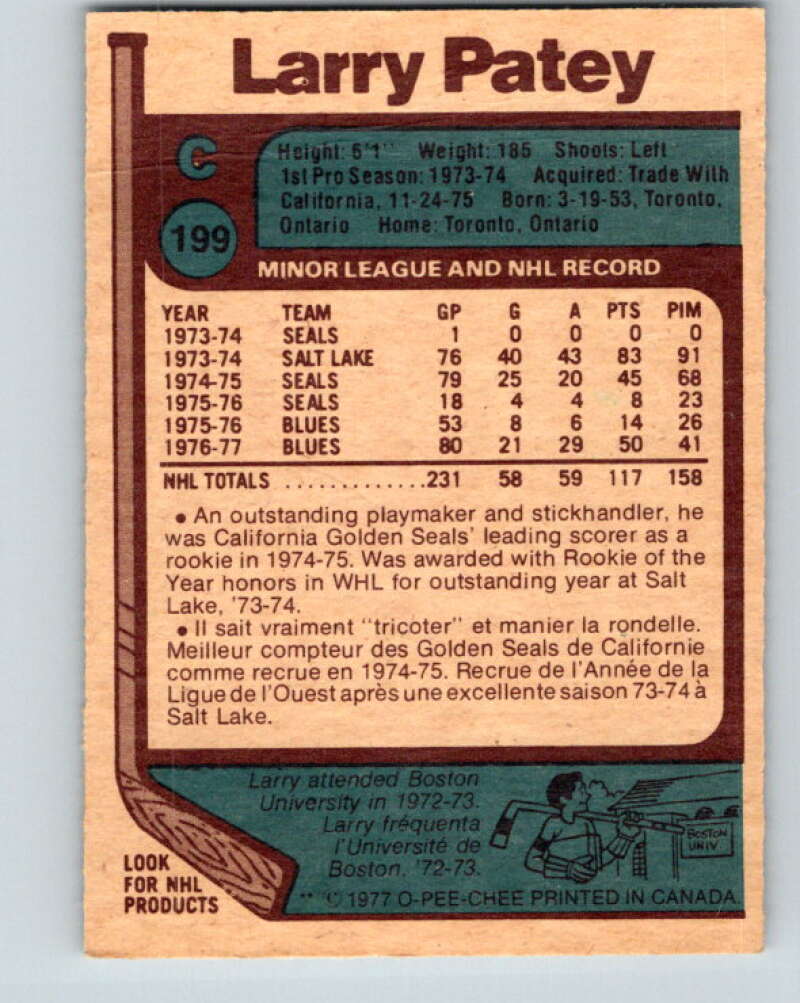 Larry Patey
C
199
Height: 6'1" Weight: 185 Shoots: Left
1st Pro Season: 1973-74 Acquired: Trade With
California, 11-24-75 Born: 3-19-53, Toronto,
Ontario Home: Toronto, Ontario
MINOR LEAGUE AND NHL RECORD
YEAR TEAM GP G A PTS PIM
1973-74 SEALS 1 0 0 0 0
1973-74 SALT LAKE 76 40 43 83 91
1974-75 SEALS 79 25 20 45 68
1975-76 SEALS 18 4 4 8 23
1975-76 BLUES 53 8 6 14 26
1976-77 BLUES 80 21 29 50 41
NHL TOTALS .............231 58 59 117 158
• An outstanding playmaker and stickhandler, he
was California Golden Seals' leading scorer as a
rookie in 1974-75. Was awarded with Rookie of the
Year honors in WHL for outstanding year at Salt
Lake, '73-74.
• Il sait vraiment "tricoter" et manier la rondelle.
Meilleur compteur des Golden Seals de Californie
comme recrue en 1974-75. Recrue de l'Année de la
Ligue de l'Ouest après une excellente saison 73-74 à
Salt Lake.
Larry attended Boston
University in 1972-73.
Larry fréquenta
l'Université de
Boston, '72-73.
BOSTON
UNIV
LOOK
FOR NHL
PRODUCTS
** © 1977 O-PEE-CHEE PRINTED IN CANADA